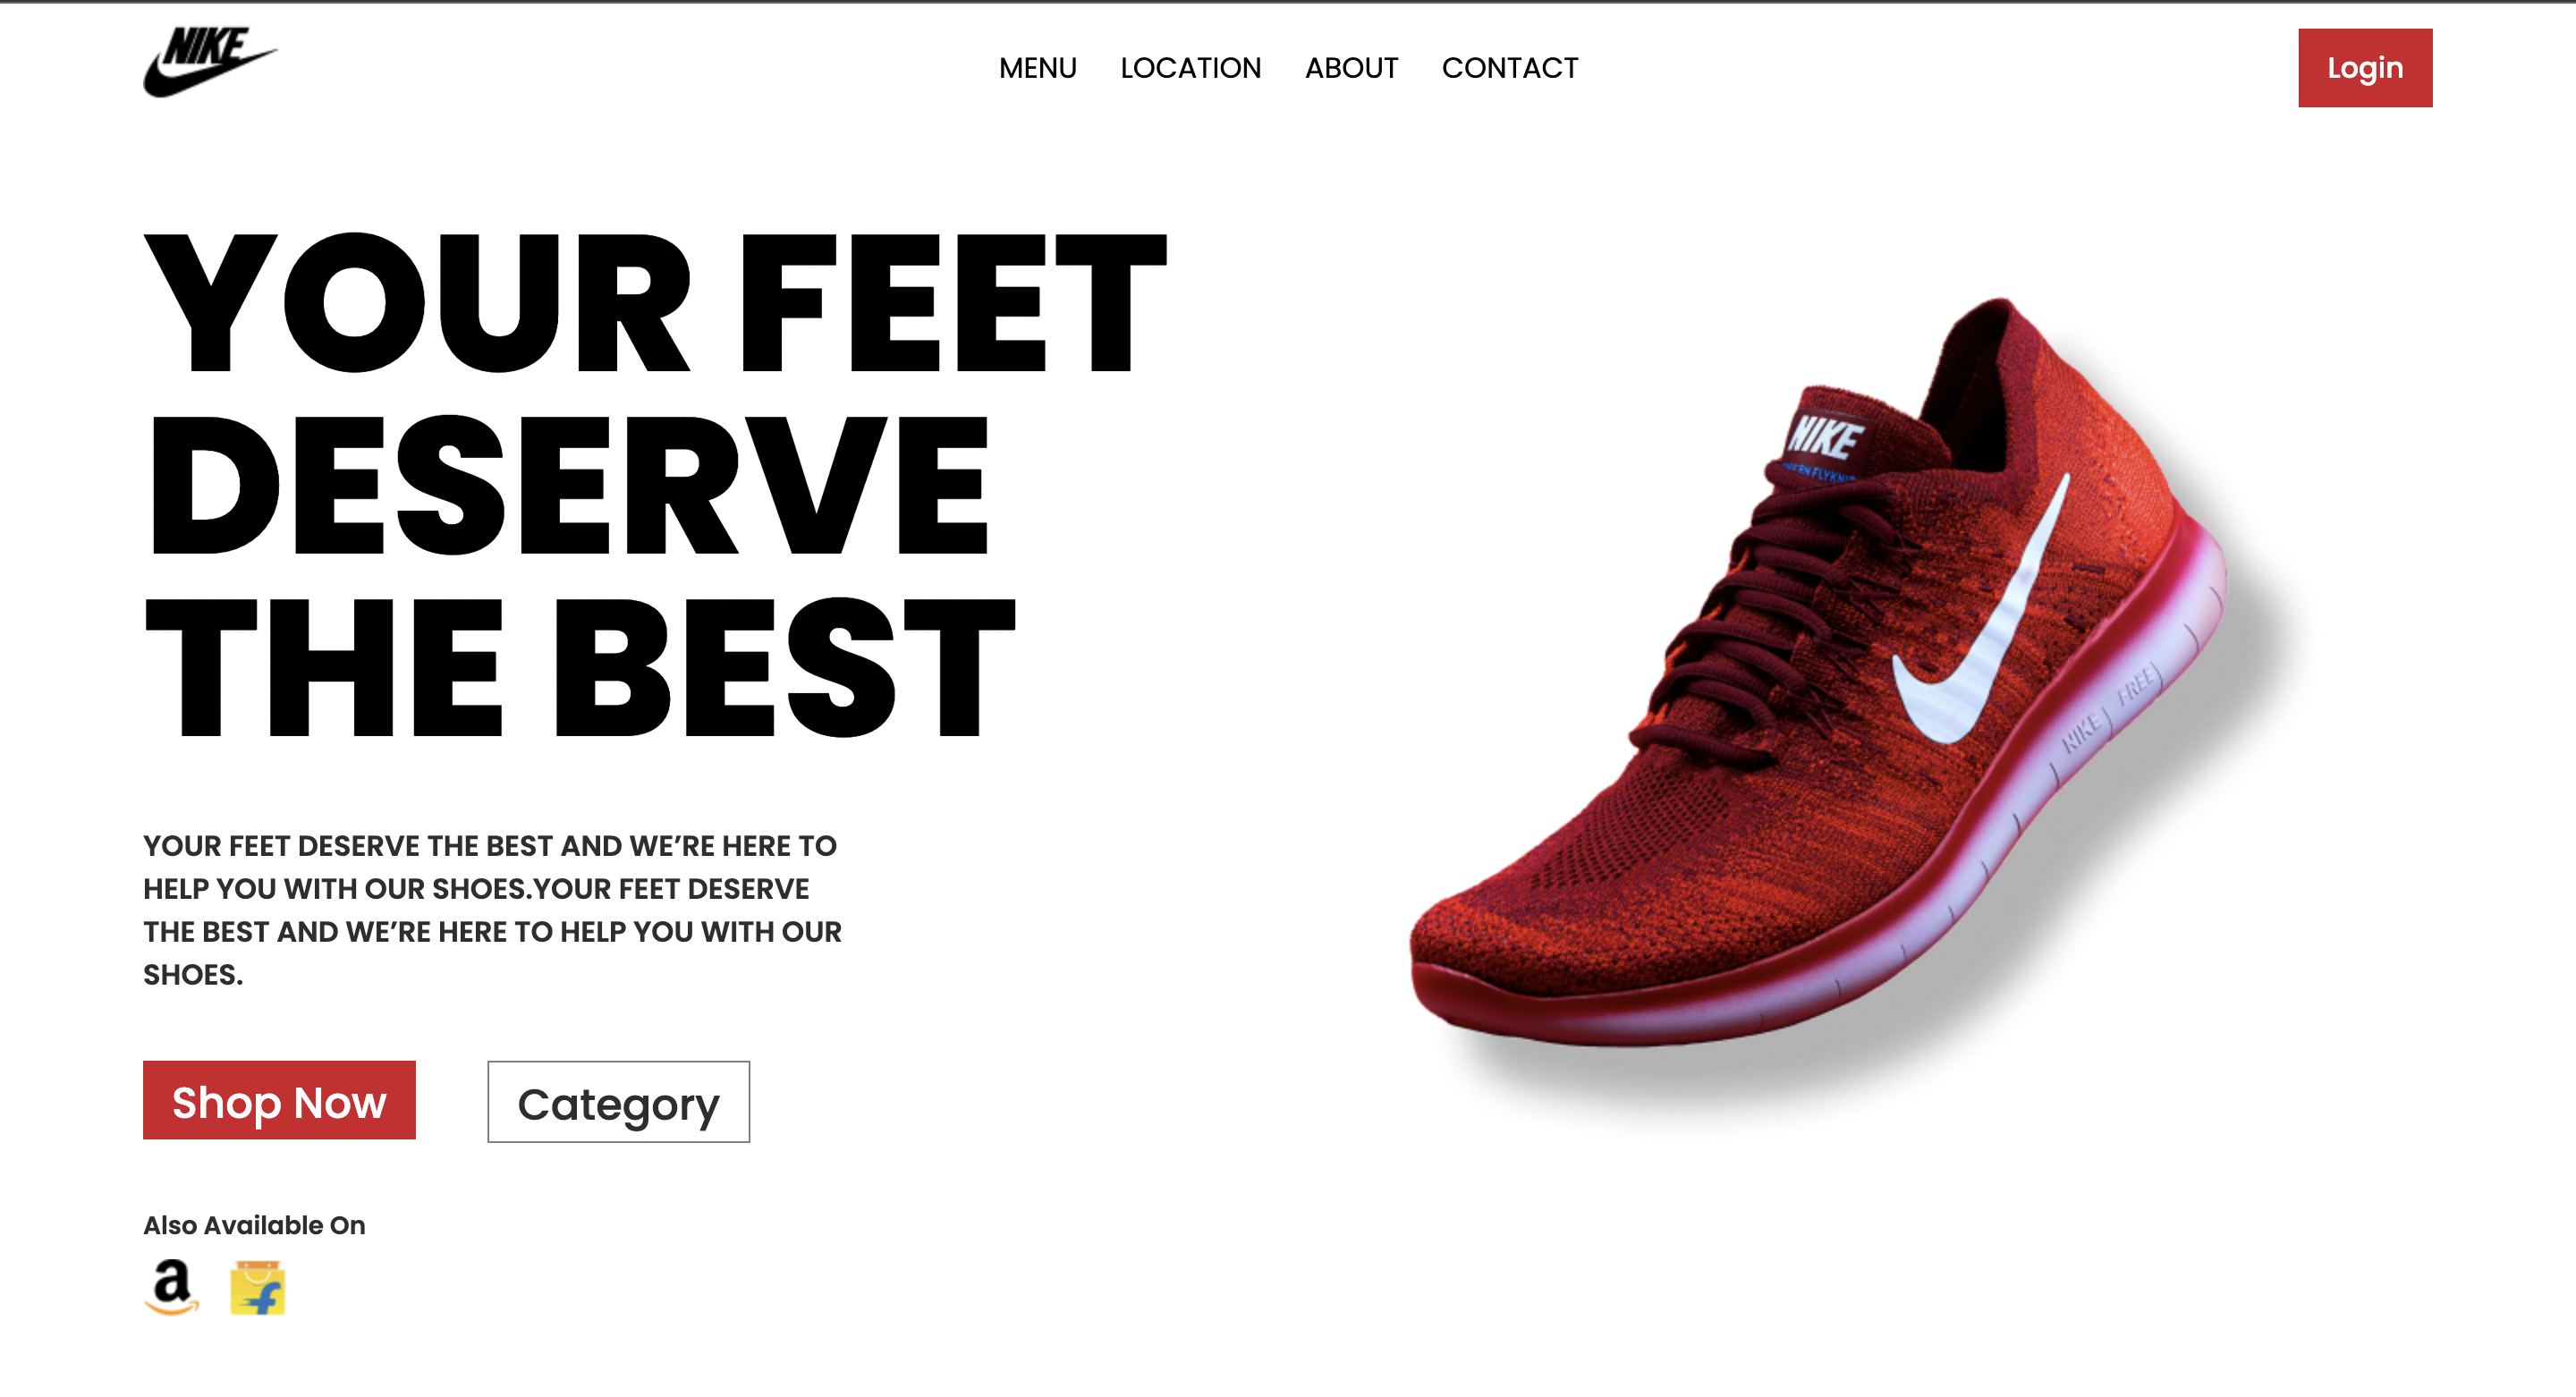 NIKE
MENU LOCATION ABOUT CONTACT
Login
YOUR FEET
DESERVE
THE BEST
NIKE
FLYKNIT
NIKE FREE
YOUR FEET DESERVE THE BEST AND WE’RE HERE TO
HELP YOU WITH OUR SHOES.YOUR FEET DESERVE
THE BEST AND WE’RE HERE TO HELP YOU WITH OUR
SHOES.
Shop Now
Category
Also Available On
a
f